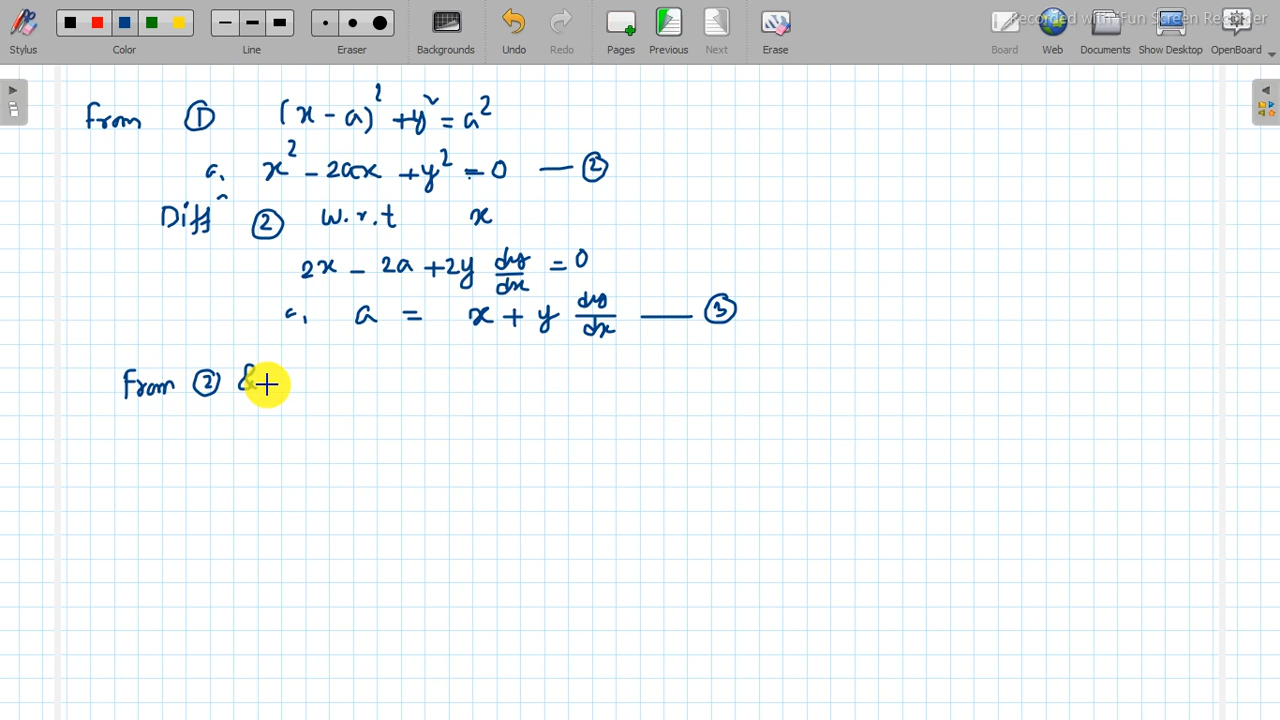 Recorded with iFun Screen Recorder
Stylus Color Line Eraser Backgrounds Undo Redo Pages Previous Next Erase Board Web Documents Show Desktop OpenBoard
From ① (x - a)² + y² = a²
x² - 2ax + y² = 0 — ②
Diffⁿ ② w.r.t x
2x - 2a + 2y dy/dx = 0
a = x + y dy/dx — ③
From ② &